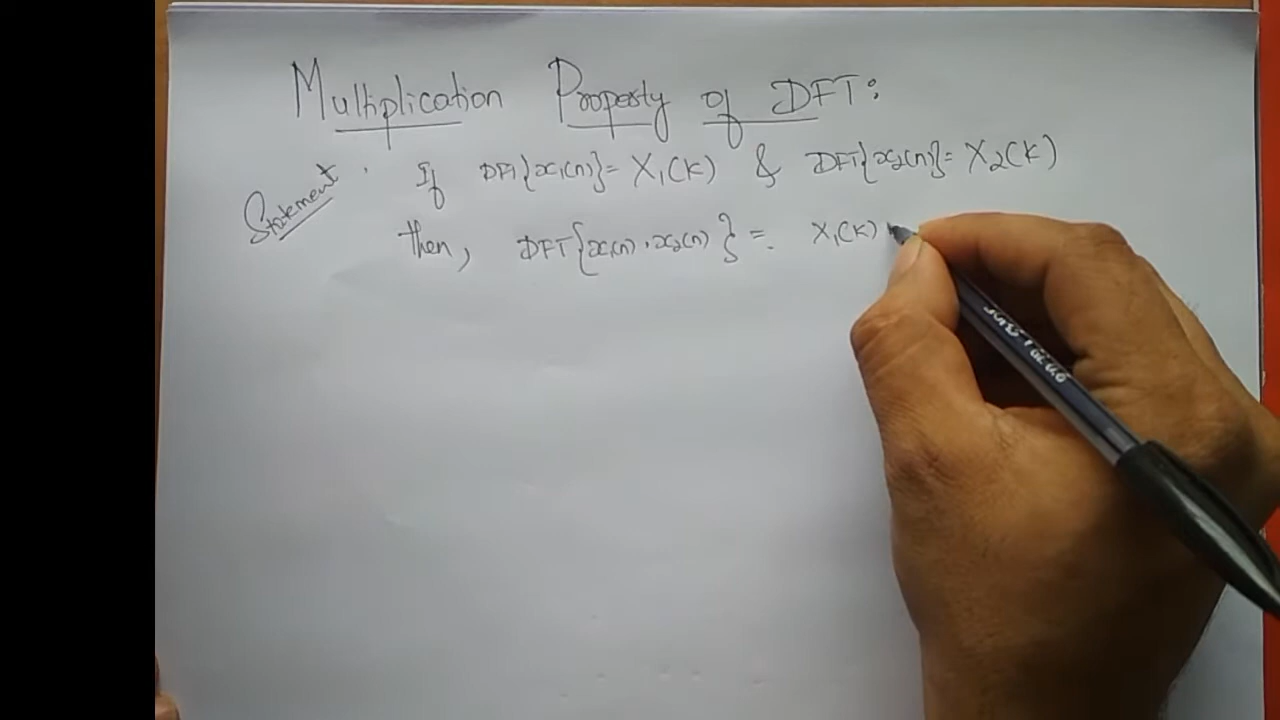 Multiplication Property of DFT:
Statement. If DFT{x1(n)}= X1(K) & DFT{x2(n)}= X2(K)
then, DFT{x1(n).x2(n)} = X1(K)